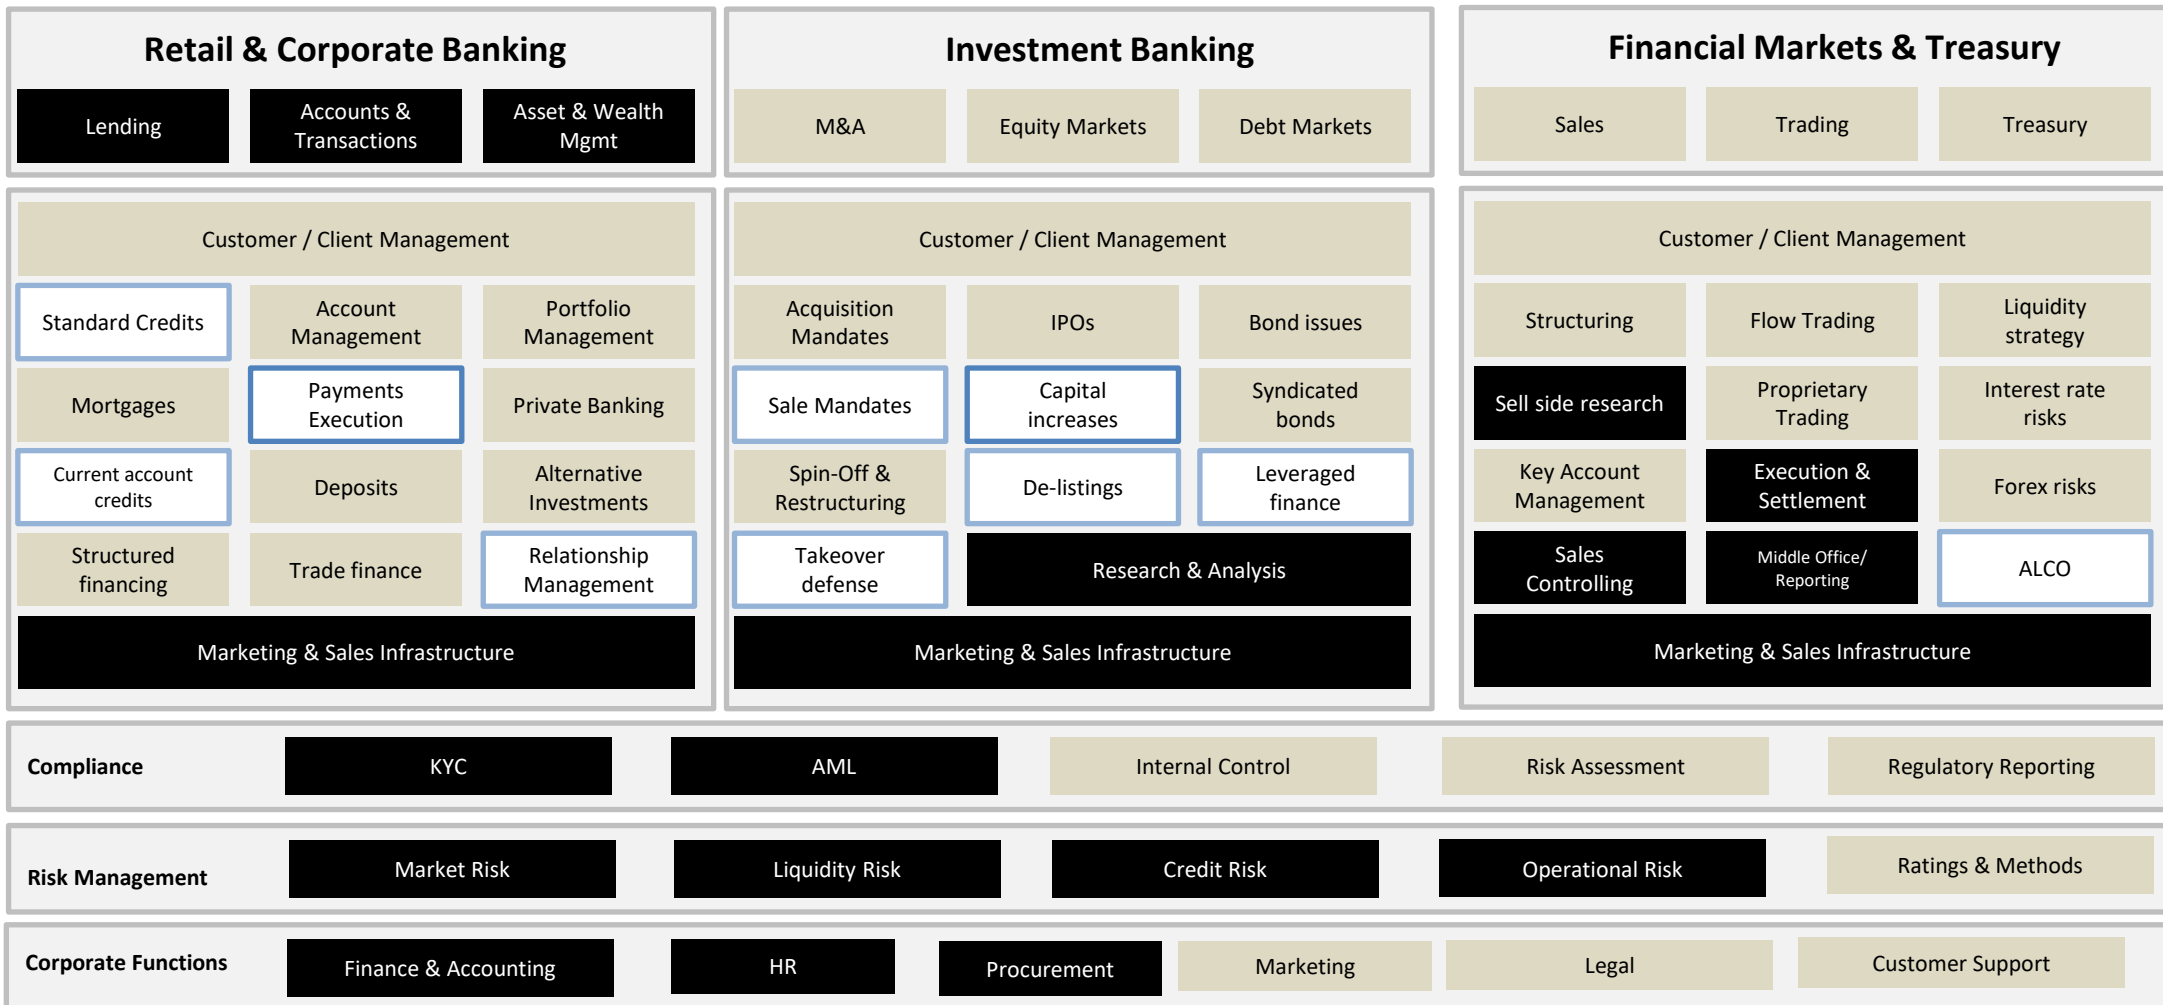 Retail & Corporate Banking
Lending
Accounts &
Transactions
Asset & Wealth
Mgmt
Customer / Client Management
Standard Credits
Account
Management
Portfolio
Management
Mortgages
Payments
Execution
Private Banking
Current account
credits
Deposits
Alternative
Investments
Structured
financing
Trade finance
Relationship
Management
Marketing & Sales Infrastructure
Investment Banking
M&A
Equity Markets
Debt Markets
Customer / Client Management
Acquisition
Mandates
IPOs
Bond issues
Sale Mandates
Capital
increases
Syndicated
bonds
Spin-Off &
Restructuring
De-listings
Leveraged
finance
Takeover
defense
Research & Analysis
Marketing & Sales Infrastructure
Financial Markets & Treasury
Sales
Trading
Treasury
Customer / Client Management
Structuring
Flow Trading
Liquidity
strategy
Sell side research
Proprietary
Trading
Interest rate
risks
Key Account
Management
Execution &
Settlement
Forex risks
Sales
Controlling
Middle Office/
Reporting
ALCO
Marketing & Sales Infrastructure
Compliance
KYC
AML
Internal Control
Risk Assessment
Regulatory Reporting
Risk Management
Market Risk
Liquidity Risk
Credit Risk
Operational Risk
Ratings & Methods
Corporate Functions
Finance & Accounting
HR
Procurement
Marketing
Legal
Customer Support